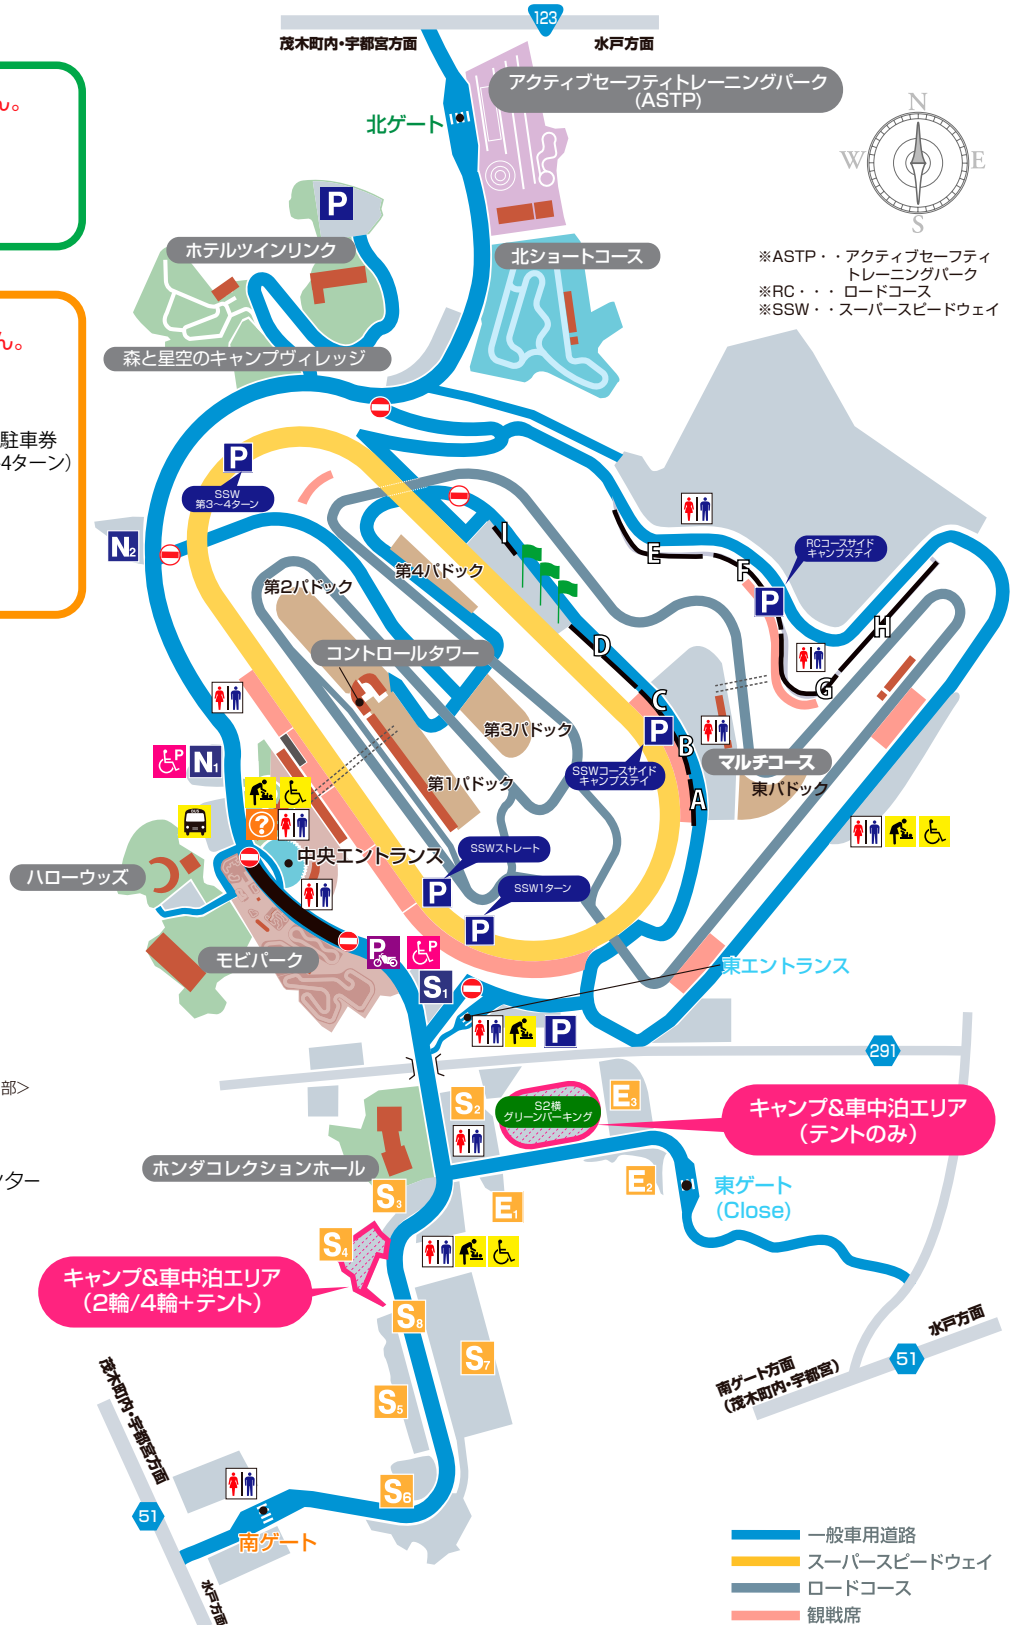 123
茂木町内・宇都宮方面
水戸方面
アクティブセーフティトレーニングパーク
(ASTP)
ん。
北ゲート
N
W
E
S
P
ホテルツインリンク
北ショートコース
※ASTP・・アクティブセーフティ
トレーニングパーク
※RC・・・ ロードコース
※SSW・・スーパースピードウェイ
ん。
森と星空のキャンプヴィレッジ
駐車券
4ターン）
P
SSW
第3〜4ターン
N2
I
E
F
RCコースサイド
キャンプステイ
P
第4パドック
第2パドック
H
D
コントロールタワー
G
C
P
第3パドック
B
マルチコース
SSWコースサイド
キャンプステイ
第1パドック
東パドック
A
P
N1
BUS
?
中央エントランス
SSWストレート
ハローウッズ
P
SSW1ターン
P
モビパーク
P
P
S1
東エントランス
P
291
部＞
S2
S2横
グリーンパーキング
E3
キャンプ&車中泊エリア
（テントのみ）
ホンダコレクションホール
ンター
S3
E2
東ゲート
(Close)
E1
S4
キャンプ&車中泊エリア
（2輪/4輪＋テント）
S8
水戸方面
51
S7
南ゲート方面
（茂木町内・宇都宮）
茂木町内・宇都宮方面
S5
S6
51
南ゲート
水戸方面
一般車用道路
スーパースピードウェイ
ロードコース
観戦席